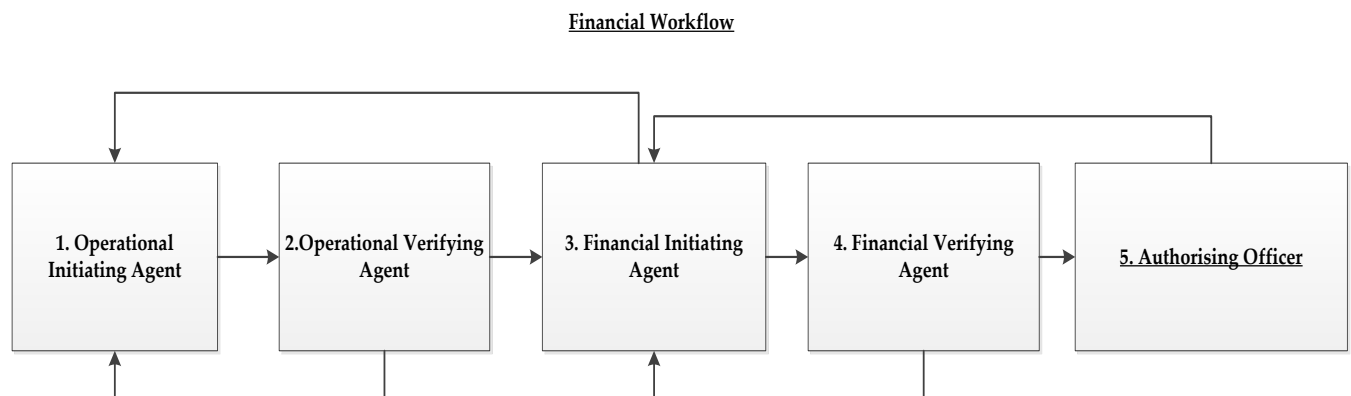 Financial Workflow
1. Operational
Initiating Agent
2.Operational Verifying
Agent
3. Financial Initiating
Agent
4. Financial Verifying
Agent
5. Authorising Officer